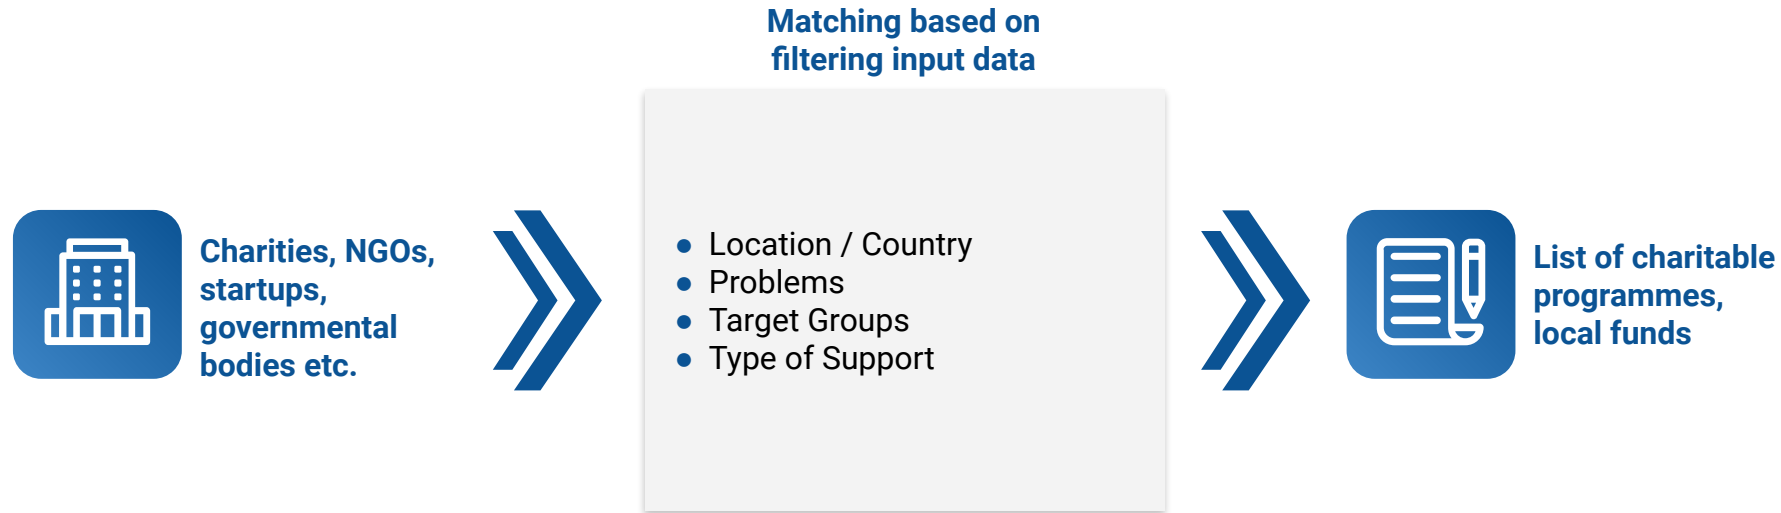 Matching based on
filtering input data
Charities, NGOs,
startups,
governmental
bodies etc.
● Location / Country
● Problems
● Target Groups
● Type of Support
List of charitable
programmes,
local funds